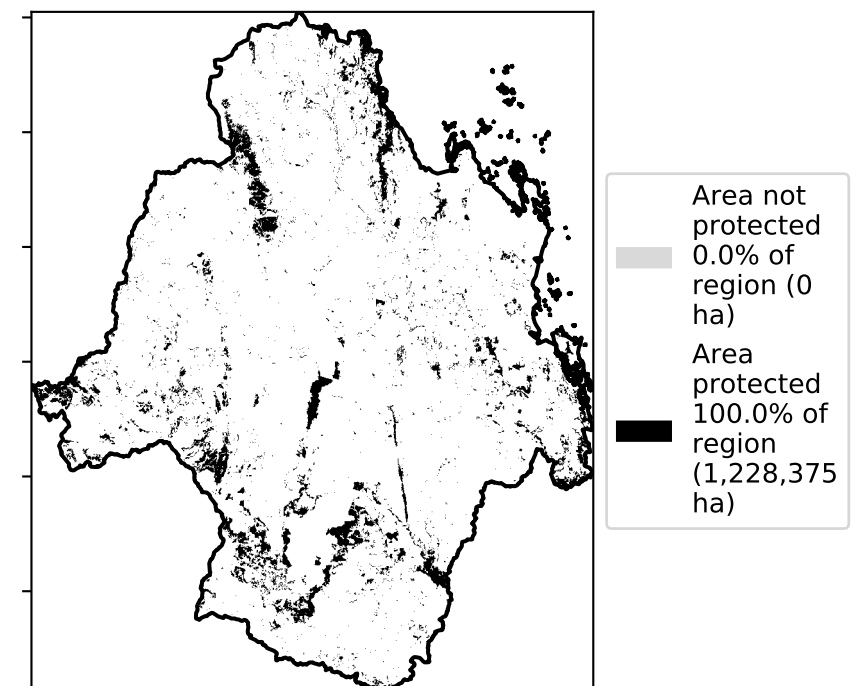 Area not
protected
0.0% of
region (0
ha)
Area
protected
100.0% of
region
(1,228,375
ha)